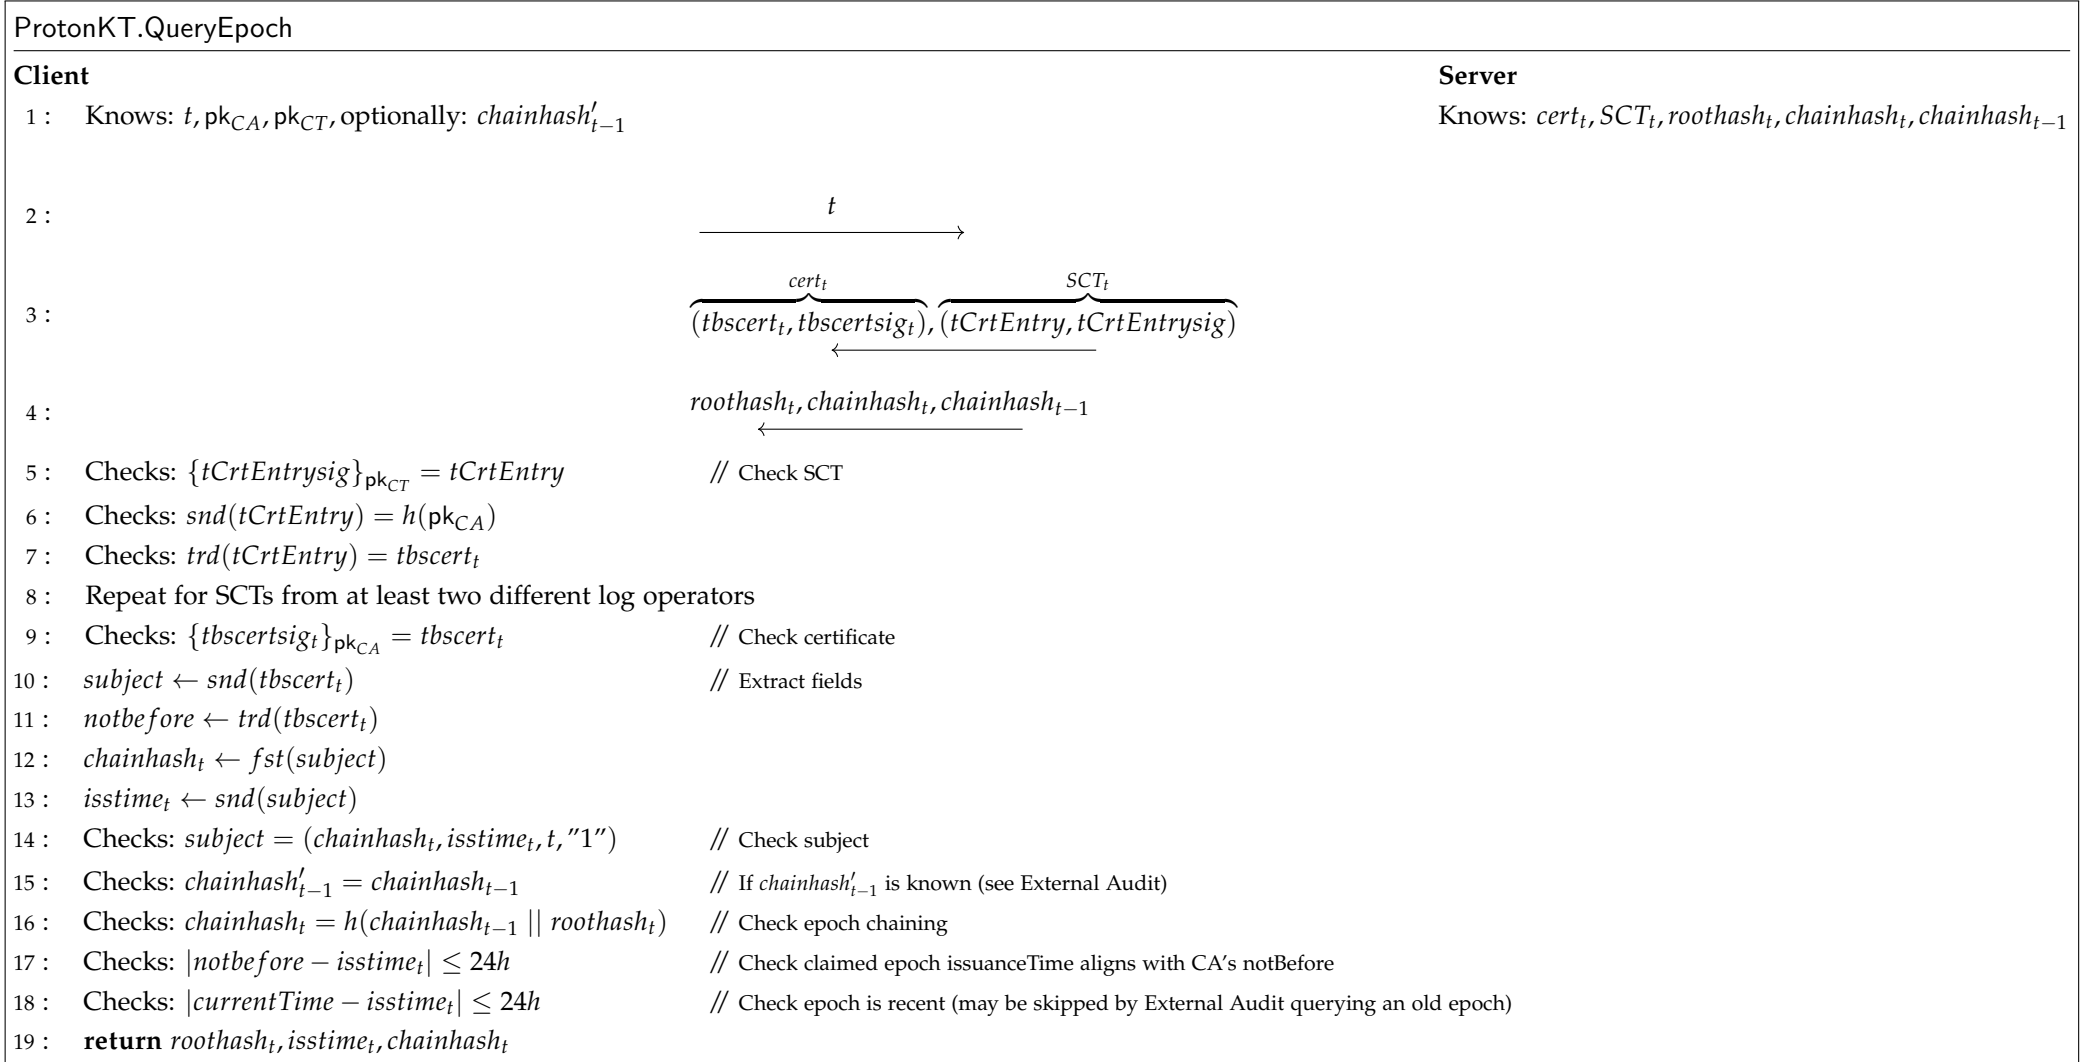 ProtonKT.QueryEpoch
Client Server
1 : Knows: t, pk_CA, pk_CT, optionally: chainhash′_{t−1} Knows: cert_t, SCT_t, roothash_t, chainhash_t, chainhash_{t−1}
2 : t
cert_t SCT_t
3 : (tbscert_t, tbscertsig_t), (tCrtEntry, tCrtEntrysig)
4 : roothash_t, chainhash_t, chainhash_{t−1}
5 : Checks: {tCrtEntrysig}_{pk_CT} = tCrtEntry // Check SCT
6 : Checks: snd(tCrtEntry) = h(pk_CA)
7 : Checks: trd(tCrtEntry) = tbscert_t
8 : Repeat for SCTs from at least two different log operators
9 : Checks: {tbscertsig_t}_{pk_CA} = tbscert_t // Check certificate
10 : subject ← snd(tbscert_t) // Extract fields
11 : notbefore ← trd(tbscert_t)
12 : chainhash_t ← fst(subject)
13 : isstime_t ← snd(subject)
14 : Checks: subject = (chainhash_t, isstime_t, t, ”1”) // Check subject
15 : Checks: chainhash′_{t−1} = chainhash_{t−1} // If chainhash′_{t−1} is known (see External Audit)
16 : Checks: chainhash_t = h(chainhash_{t−1} || roothash_t) // Check epoch chaining
17 : Checks: |notbefore − isstime_t| ≤ 24h // Check claimed epoch issuanceTime aligns with CA's notBefore
18 : Checks: |currentTime − isstime_t| ≤ 24h // Check epoch is recent (may be skipped by External Audit querying an old epoch)
19 : return roothash_t, isstime_t, chainhash_t